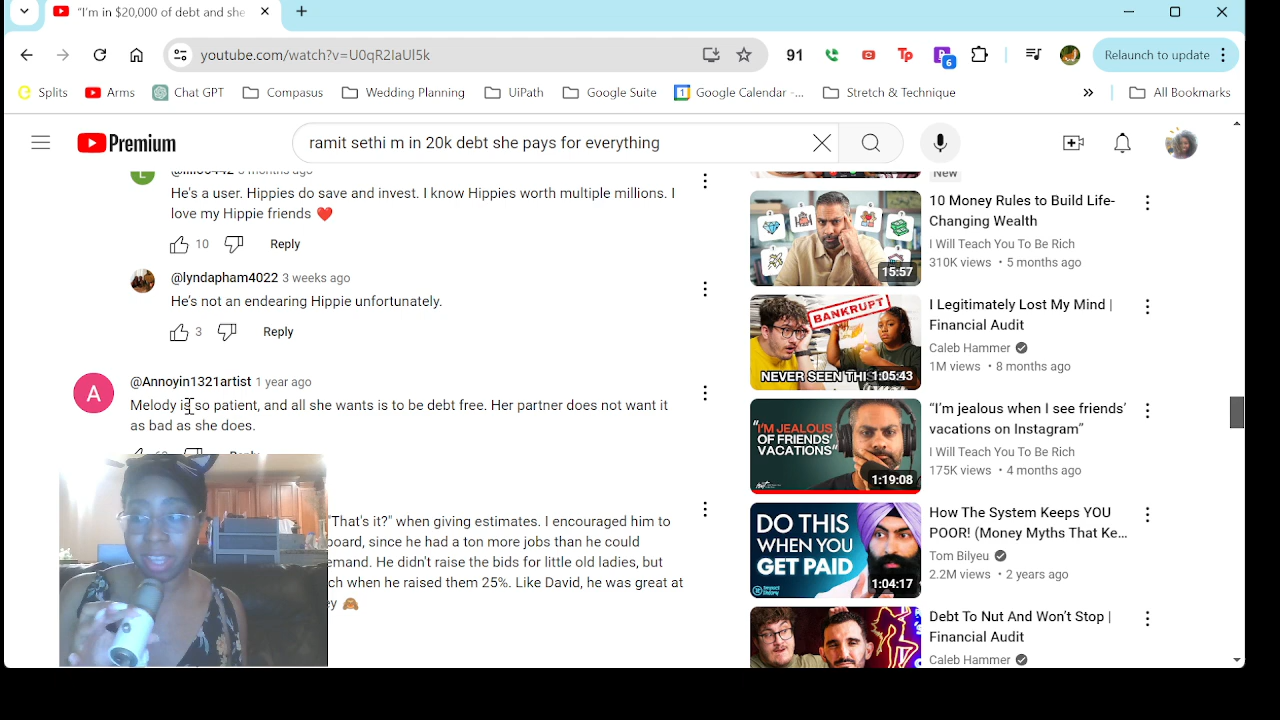 "I'm in $20,000 of debt and she
youtube.com/watch?v=U0qR2IaUl5k
91
6
Relaunch to update
Splits
Arms
Chat GPT
Compasus
Wedding Planning
UiPath
Google Suite
Google Calendar -...
Stretch & Technique
»
All Bookmarks
Premium
ramit sethi m in 20k debt she pays for everything
He's a user. Hippies do save and invest. I know Hippies worth multiple millions. I
love my Hippie friends ❤️
10
Reply
@lindanham4022 3 weeks ago
He's not an endearing Hippie unfortunately.
3
Reply
A
@Annoyin1321artist 1 year ago
Melody is so patient, and all she wants is to be debt free. Her partner does not want it
as bad as she does.
"That's it?" when giving estimates. I encouraged him to
board, since he had a ton more jobs than he could
emand. He didn't raise the bids for little old ladies, but
ch when he raised them 25%. Like David, he was great at
ey 🙈
New
15:57
10 Money Rules to Build Life-
Changing Wealth
I Will Teach You To Be Rich
310K views • 5 months ago
BANKRUPT
NEVER SEEN THI
1:05:43
I Legitimately Lost My Mind |
Financial Audit
Caleb Hammer
1M views • 8 months ago
"I'M JEALOUS
OF FRIENDS'
VACATIONS"
1:19:08
"I'm jealous when I see friends'
vacations on Instagram"
I Will Teach You To Be Rich
175K views • 4 months ago
DO THIS
WHEN YOU
GET PAID
1:04:17
How The System Keeps YOU
POOR! (Money Myths That Ke...
Tom Bilyeu
2.2M views • 2 years ago
Debt To Nut And Won't Stop |
Financial Audit
Caleb Hammer